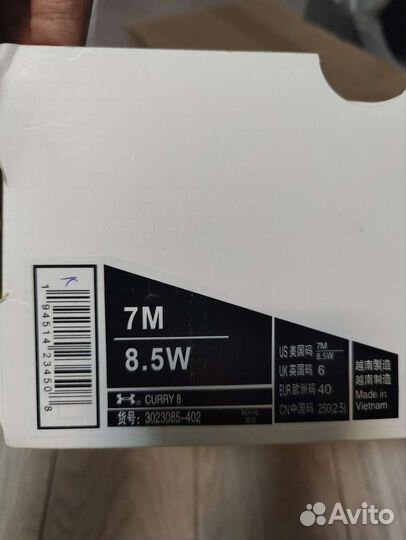 7M
8.5W
CURRY 8
货号: 3023085-402
ROYAL
US 美国码 7M/8.5W
UK 英国码 6
EUR 欧洲码 40
CN 中国码 250(2.5)
越南製造
越南制造
Made in
Vietnam
1 94514 23450 8
Avito